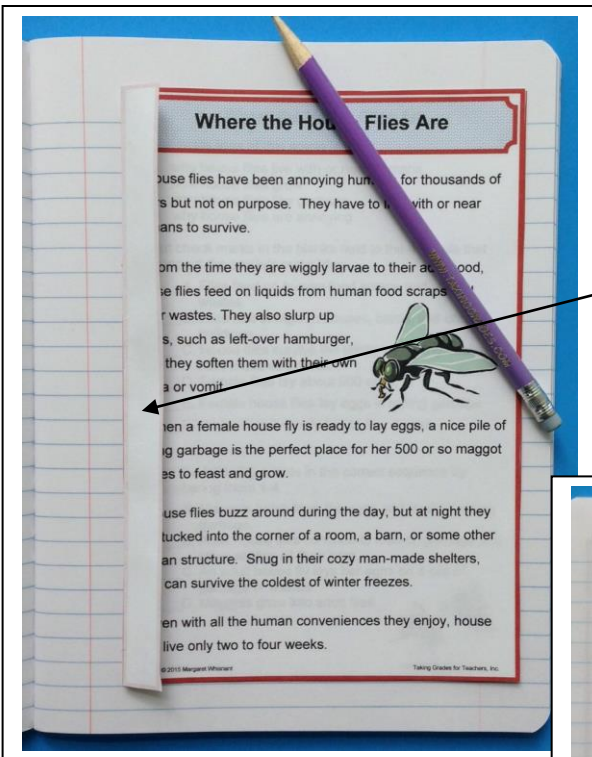 Where the Hou Flies Are
ouse flies have been annoying hum for thousands of
s but not on purpose. They have to l with or near
ans to survive.
om the time they are wiggly larvae to their ad ood,
se flies feed on liquids from human food scraps
r wastes. They also slurp up
s, such as left-over hamburger,
they soften them with their own
a or vomit.
hen a female house fly is ready to lay eggs, a nice pile of
g garbage is the perfect place for her 500 or so maggot
es to feast and grow.
ouse flies buzz around during the day, but at night they
tucked into the corner of a room, a barn, or some other
an structure. Snug in their cozy man-made shelters,
can survive the coldest of winter freezes.
en with all the human conveniences they enjoy, house
live only two to four weeks.
© 2015 Margaret Whisnant Taking Grades for Teachers, Inc.